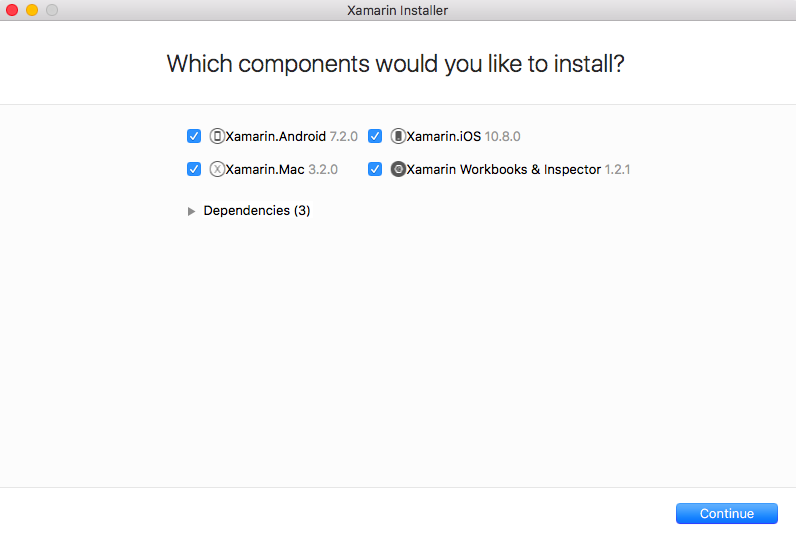 Xamarin Installer
Which components would you like to install?
Xamarin.Android 7.2.0 Xamarin.iOS 10.8.0
Xamarin.Mac 3.2.0 Xamarin Workbooks & Inspector 1.2.1
Dependencies (3)
Continue